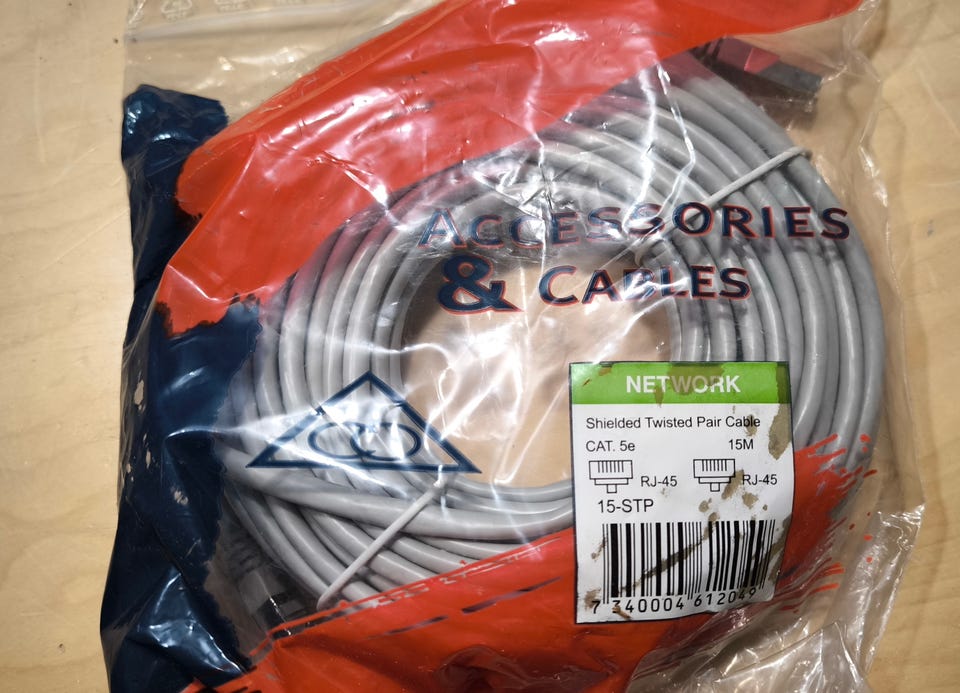 ACCESSORIES
& CABLES
NETWORK
Shielded Twisted Pair Cable
CAT. 5e 15M
RJ-45 RJ-45
15-STP
7 340004 612049